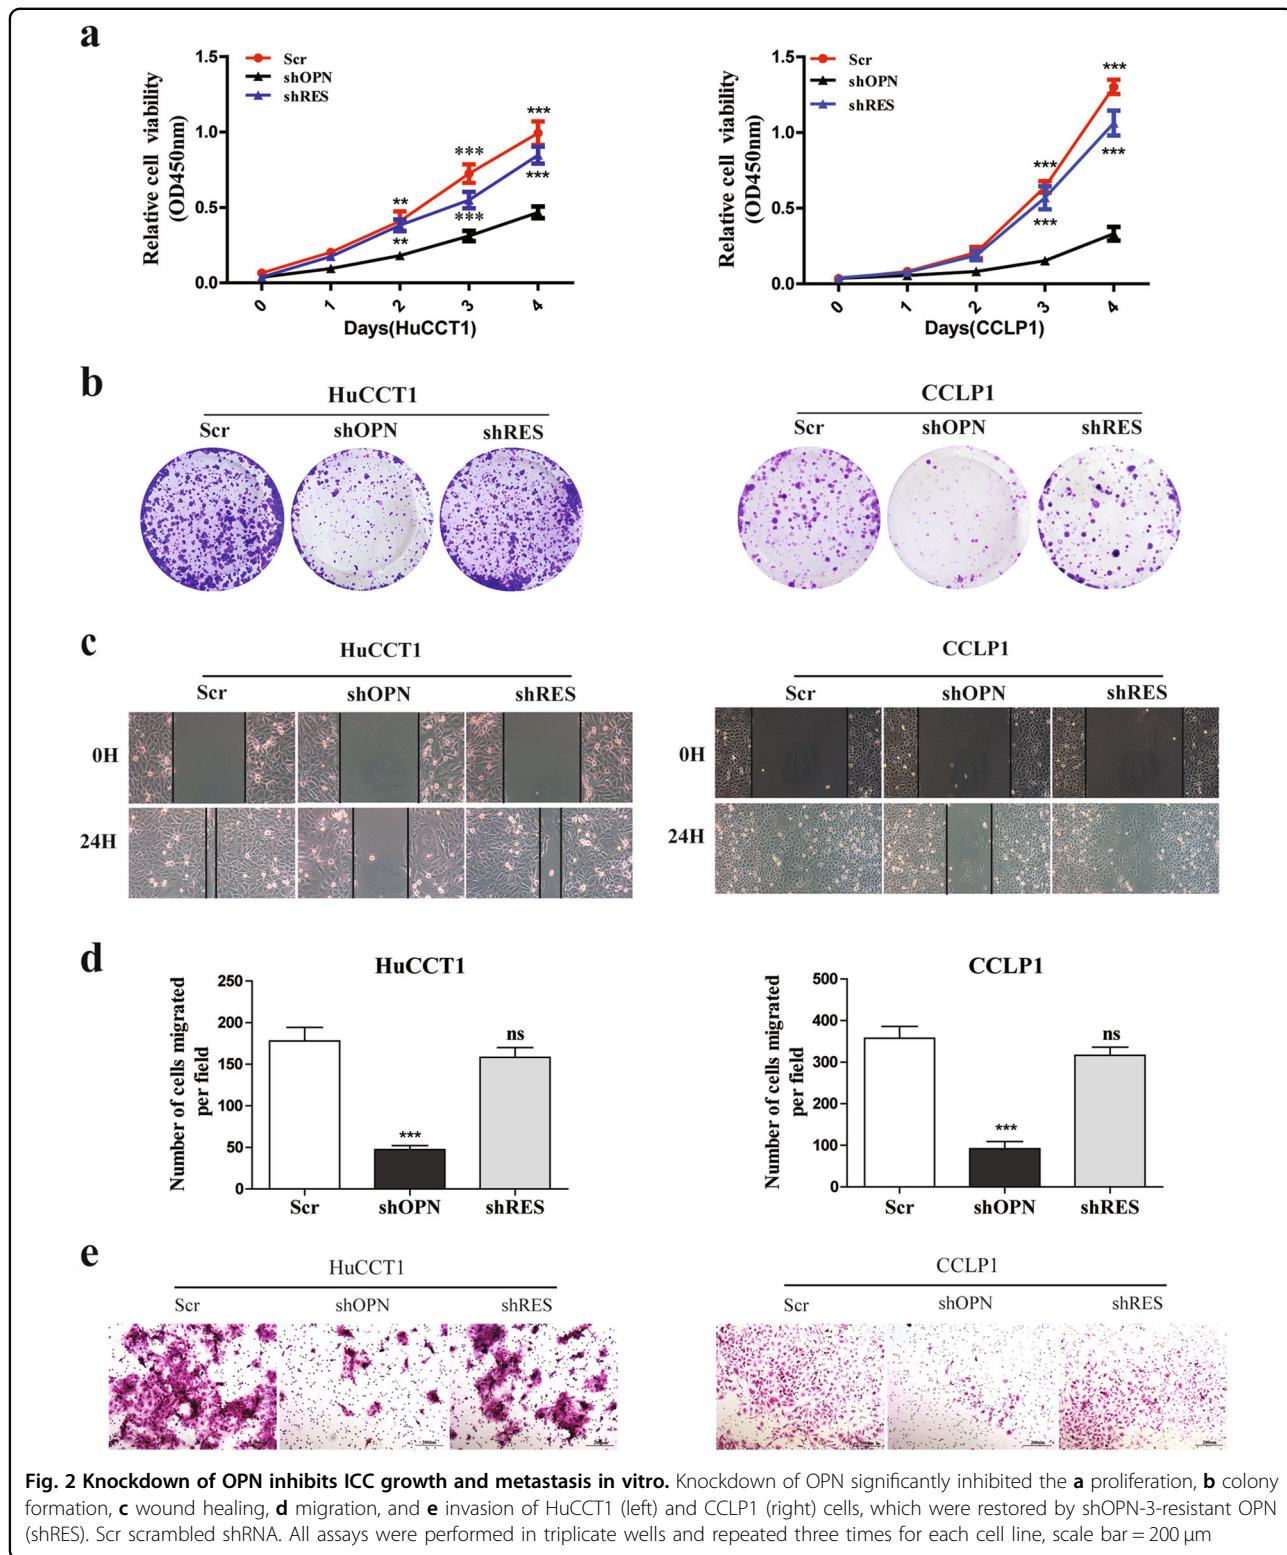 a
Scr
shOPN
shRES
Relative cell viability
(OD450nm)
1.5
1.0
0.5
0.0
***
***
**
***
***
**
0 1 2 3 4
Days(HuCCT1)
Scr
shOPN
shRES
Relative cell viability
(OD450nm)
1.5
1.0
0.5
0.0
***
***
***
***
0 1 2 3 4
Days(CCLP1)
b
HuCCT1
Scr shOPN shRES
CCLP1
Scr shOPN shRES
c
HuCCT1
Scr shOPN shRES
0H
24H
CCLP1
Scr shOPN shRES
0H
24H
d
HuCCT1
Number of cells migrated
per field
250
200
150
100
50
0
***
ns
Scr shOPN shRES
CCLP1
Number of cells migrated
per field
500
400
300
200
100
0
***
ns
Scr shOPN shRES
e
HuCCT1
Scr shOPN shRES
CCLP1
Scr shOPN shRES
Fig. 2 Knockdown of OPN inhibits ICC growth and metastasis in vitro. Knockdown of OPN significantly inhibited the a proliferation, b colony
formation, c wound healing, d migration, and e invasion of HuCCT1 (left) and CCLP1 (right) cells, which were restored by shOPN-3-resistant OPN
(shRES). Scr scrambled shRNA. All assays were performed in triplicate wells and repeated three times for each cell line, scale bar = 200 µm